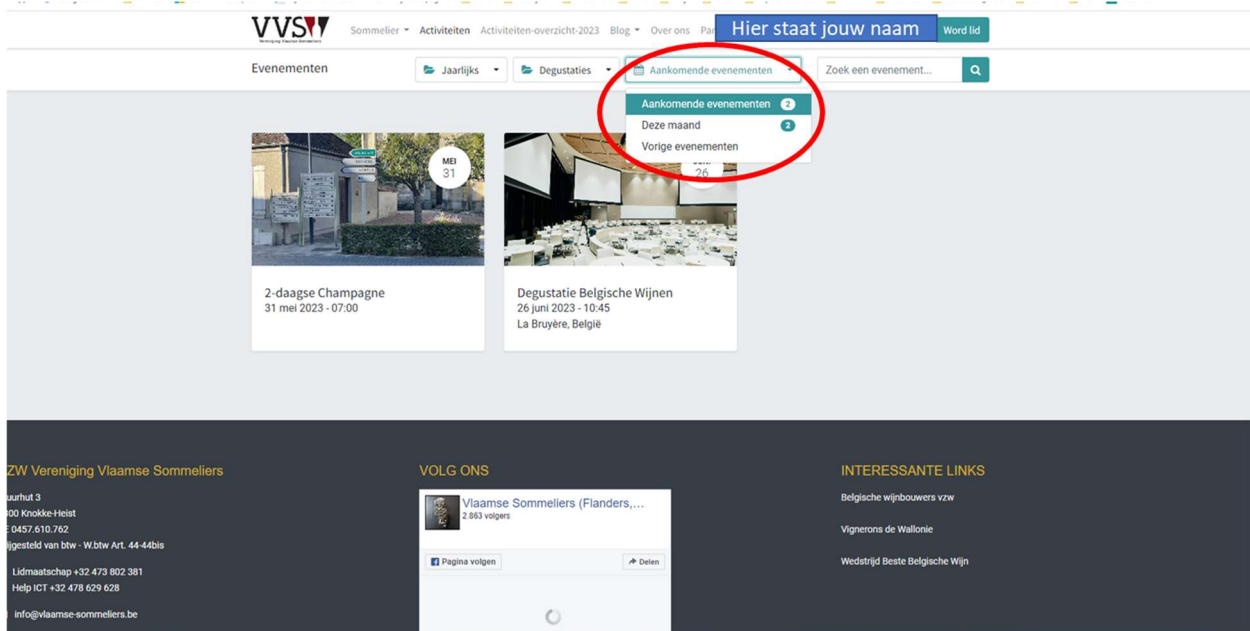 VVS
Vereniging Vlaamse Sommeliers
Sommelier
Activiteiten
Activiteiten-overzicht-2023
Blog
Over ons
Hier staat jouw naam
Word lid
Evenementen
Jaarlijks
Degustaties
Aankomende evenementen
Zoek een evenement...
Aankomende evenementen 2
Deze maand 2
Vorige evenementen
MEI
31
26
2-daagse Champagne
31 mei 2023 - 07:00
Degustatie Belgische Wijnen
26 juni 2023 - 10:45
La Bruyère, België
ZW Vereniging Vlaamse Sommeliers
uurhut 3
300 Knokke-Heist
E 0457.610.762
ijgesteld van btw - W.btw Art. 44-44bis
Lidmaatschap +32 473 802 381
Help ICT +32 478 629 628
info@vlaamse-sommeliers.be
VOLG ONS
Vlaamse Sommeliers (Flanders,...
2.863 volgers
Pagina volgen
Delen
INTERESSANTE LINKS
Belgische wijnbouwers vzw
Vignerons de Wallonie
Wedstrijd Beste Belgische Wijn